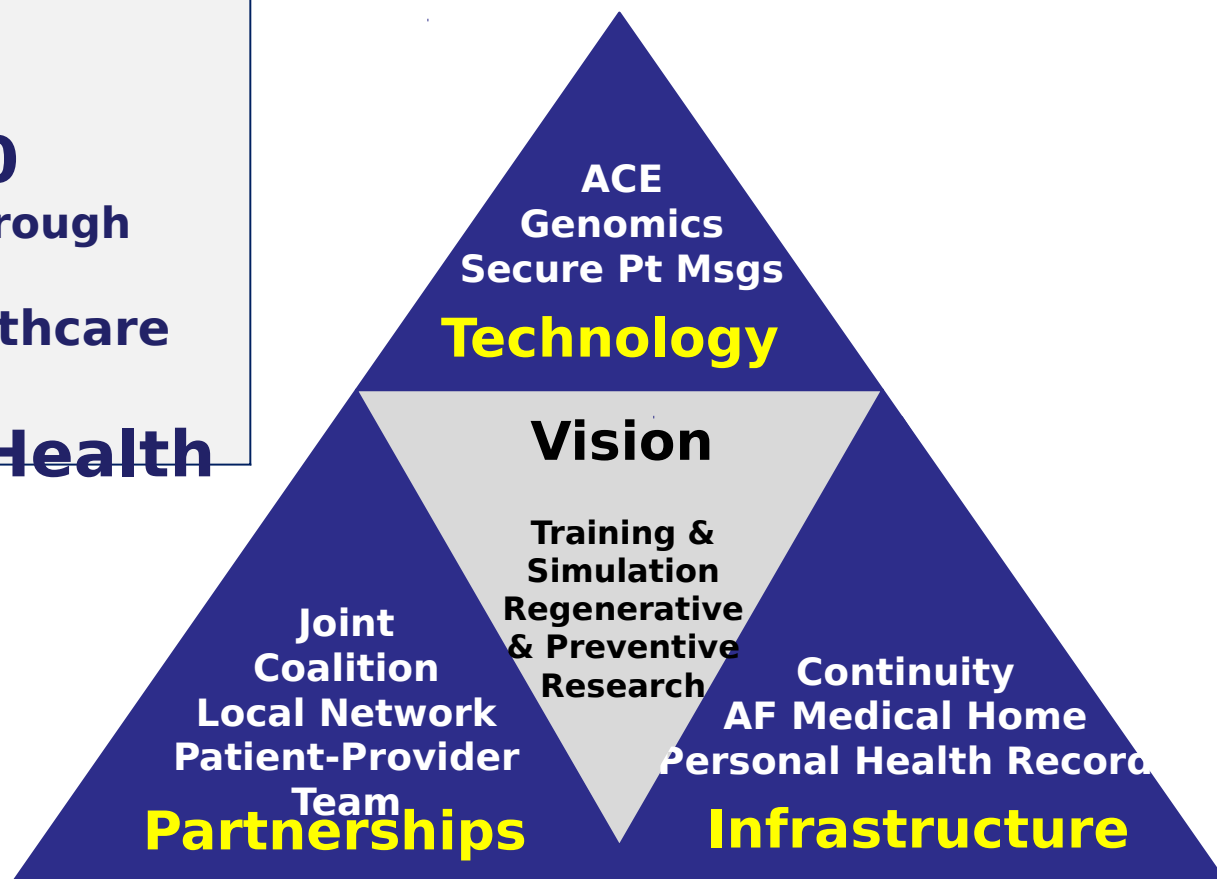 0
rough
thcare
Health
ACE
Genomics
Secure Pt Msgs
Technology
Vision
Training &
Simulation
Regenerative
& Preventive
Research
Joint
Coalition
Local Network
Patient-Provider
Team
Partnerships
Continuity
AF Medical Home
Personal Health Record
Infrastructure